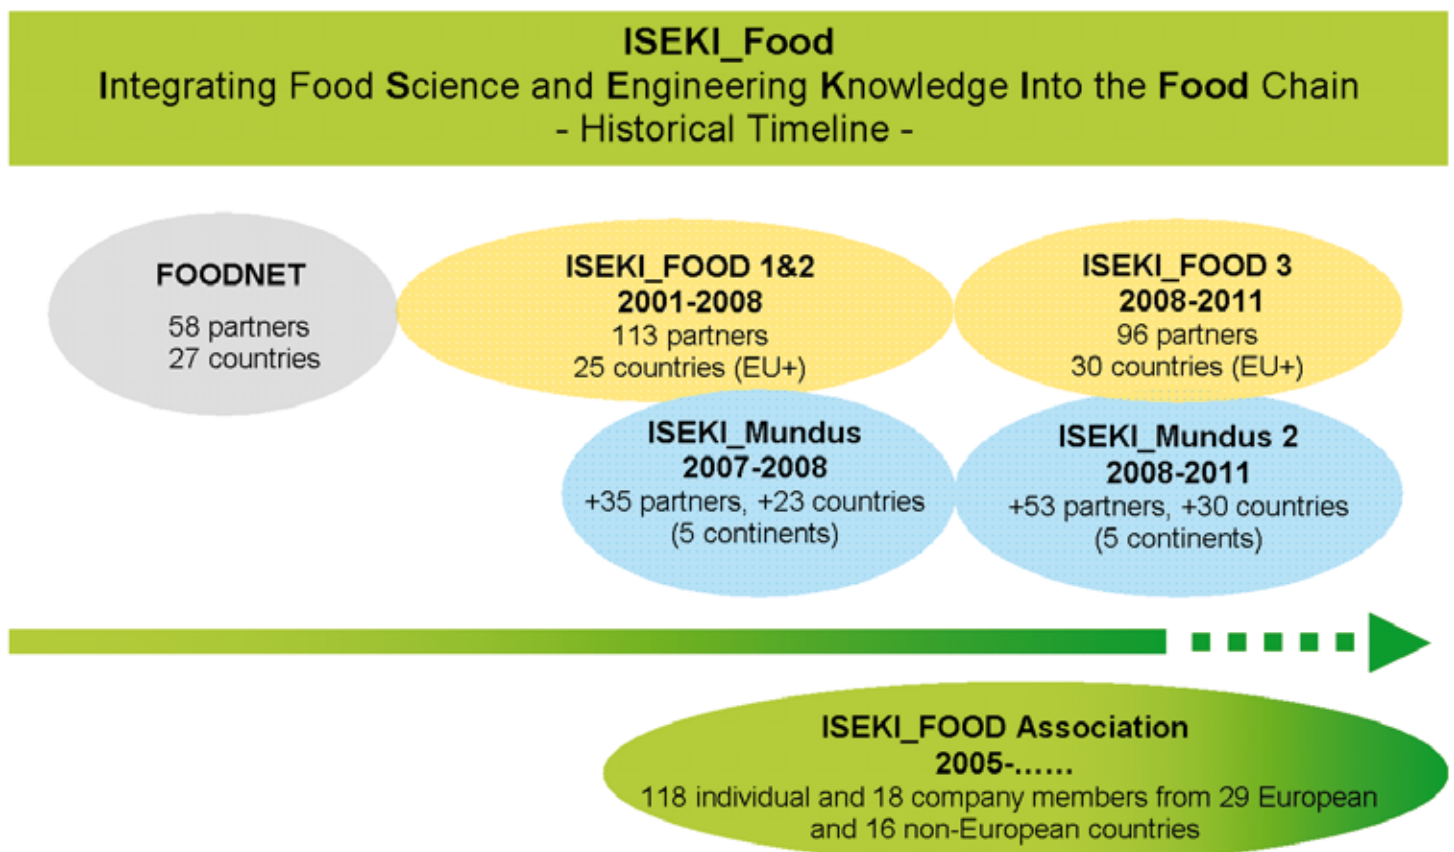 ISEKI_Food
Integrating Food Science and Engineering Knowledge Into the Food Chain
- Historical Timeline -
FOODNET
58 partners
27 countries
ISEKI_FOOD 1&2
2001-2008
113 partners
25 countries (EU+)
ISEKI_FOOD 3
2008-2011
96 partners
30 countries (EU+)
ISEKI_Mundus
2007-2008
+35 partners, +23 countries
(5 continents)
ISEKI_Mundus 2
2008-2011
+53 partners, +30 countries
(5 continents)
ISEKI_FOOD Association
2005-......
118 individual and 18 company members from 29 European
and 16 non-European countries